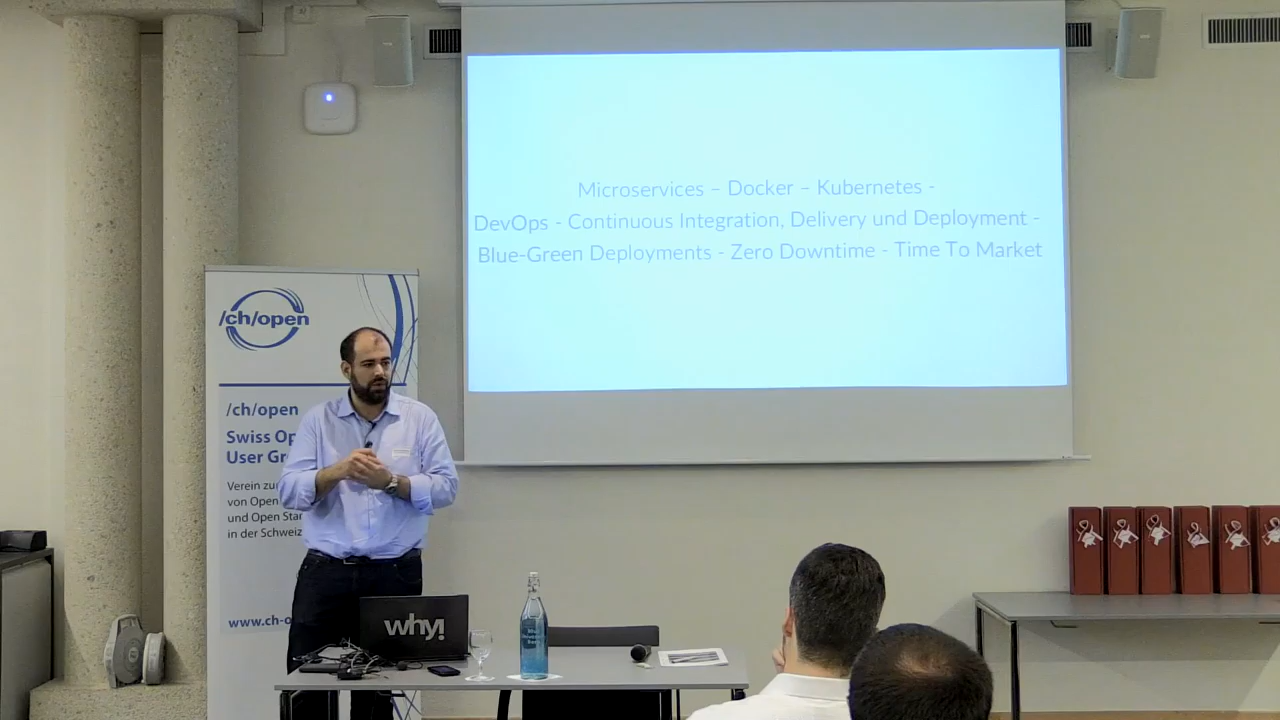 Microservices – Docker – Kubernetes -
DevOps - Continuous Integration, Delivery und Deployment -
Blue-Green Deployments - Zero Downtime - Time To Market
/ch/open
/ch/open
Swiss Op
User Gr
Verein zu
von Open
und Open Sta
in der Schweiz
www.ch-o
why!